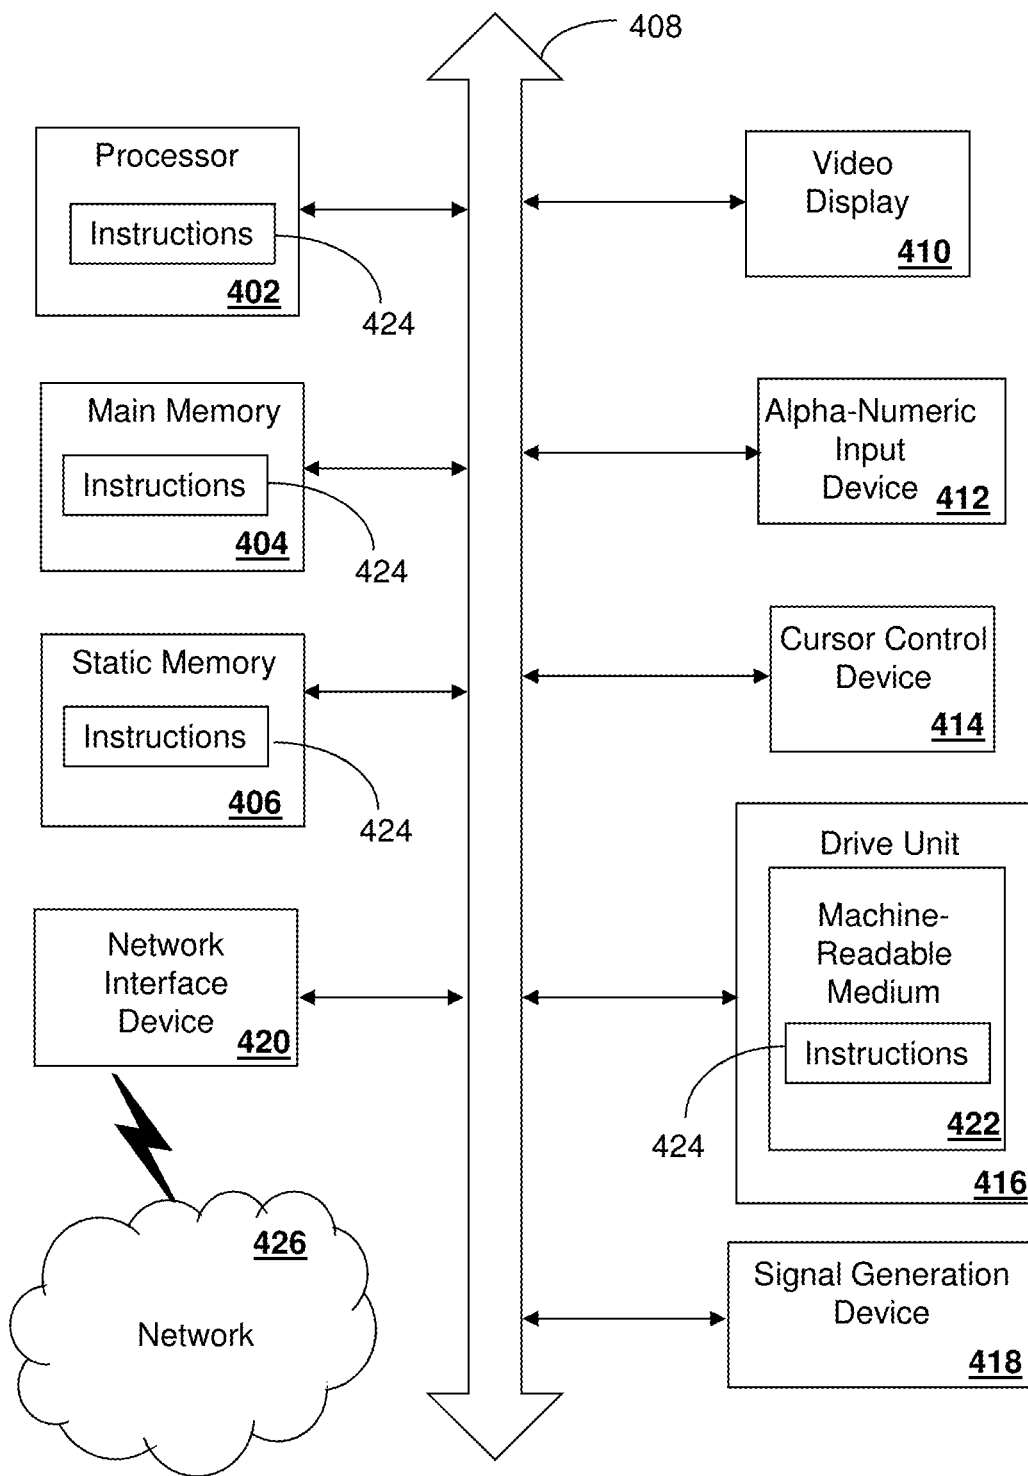 408
Processor
Instructions
402
424
Main Memory
Instructions
404
424
Static Memory
Instructions
406
424
Network
Interface
Device
420
426
Network
Video
Display
410
Alpha-Numeric
Input
Device
412
Cursor Control
Device
414
Drive Unit
Machine-
Readable
Medium
Instructions
424
422
416
Signal Generation
Device
418